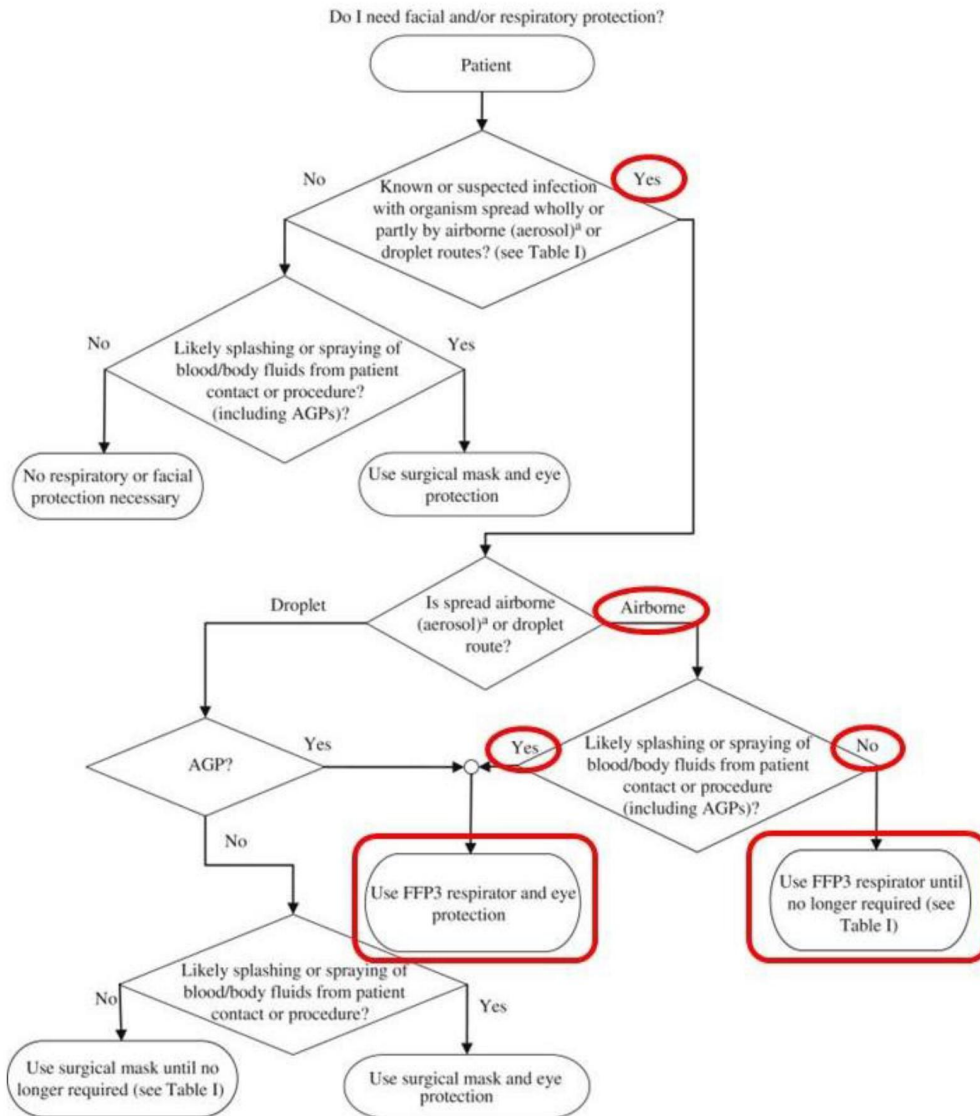 Do I need facial and/or respiratory protection?
Patient
No
Yes
Known or suspected infection
with organism spread wholly or
partly by airborne (aerosol)ᵃ or
droplet routes? (see Table I)
No
Yes
Likely splashing or spraying of
blood/body fluids from patient
contact or procedure?
(including AGPs)?
No respiratory or facial
protection necessary
Use surgical mask and eye
protection
Droplet
Is spread airborne
(aerosol)ᵃ or droplet
route?
Airborne
AGP?
Yes
Yes
Likely splashing or spraying of
blood/body fluids from patient
contact or procedure
(including AGPs)?
No
No
Use FFP3 respirator and eye
protection
Use FFP3 respirator until
no longer required (see
Table I)
Likely splashing or spraying of
blood/body fluids from patient
contact or procedure?
No
Yes
Use surgical mask until no
longer required (see Table I)
Use surgical mask and eye
protection